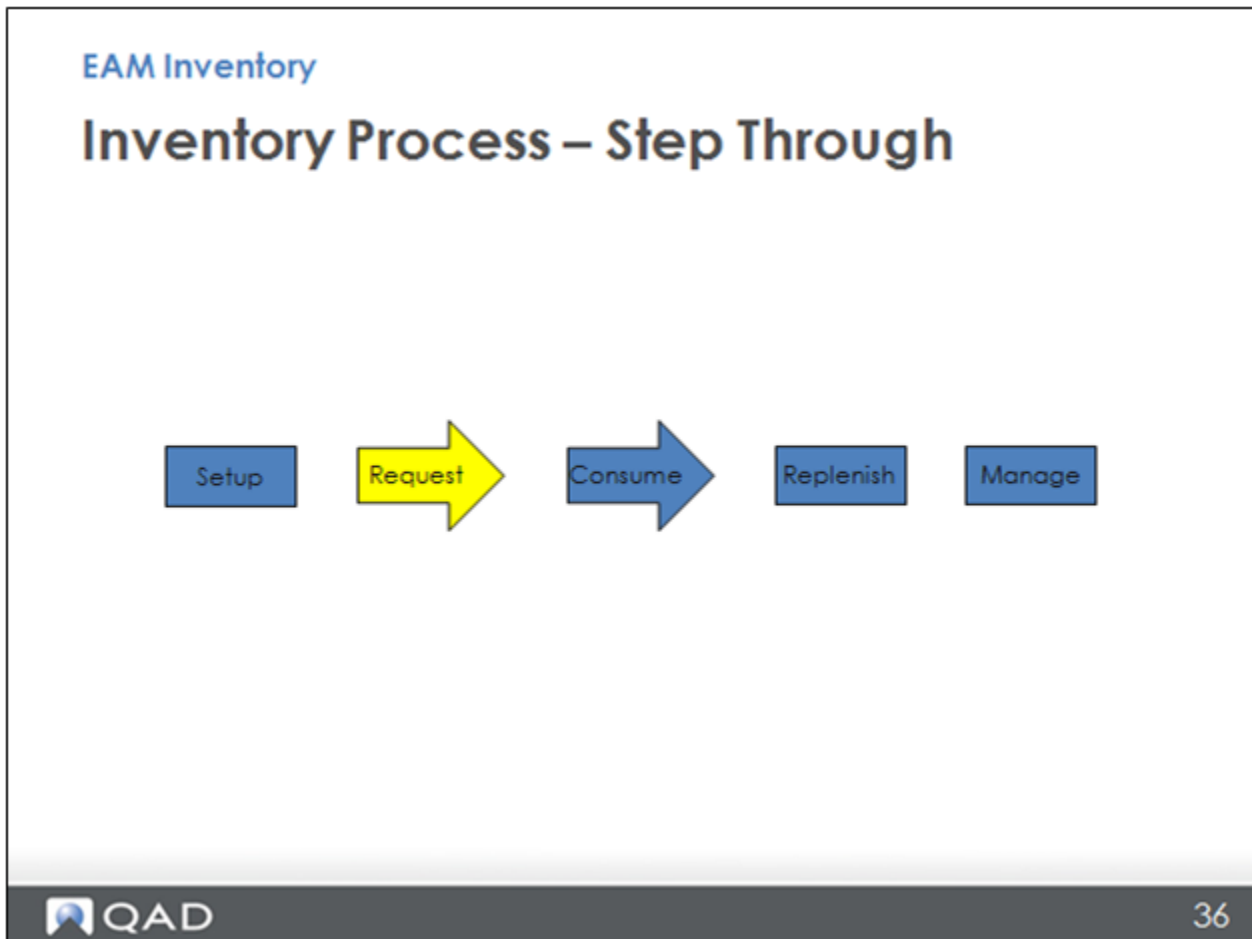 EAM Inventory
Inventory Process – Step Through
Setup
Request
Consume
Replenish
Manage
QAD
36